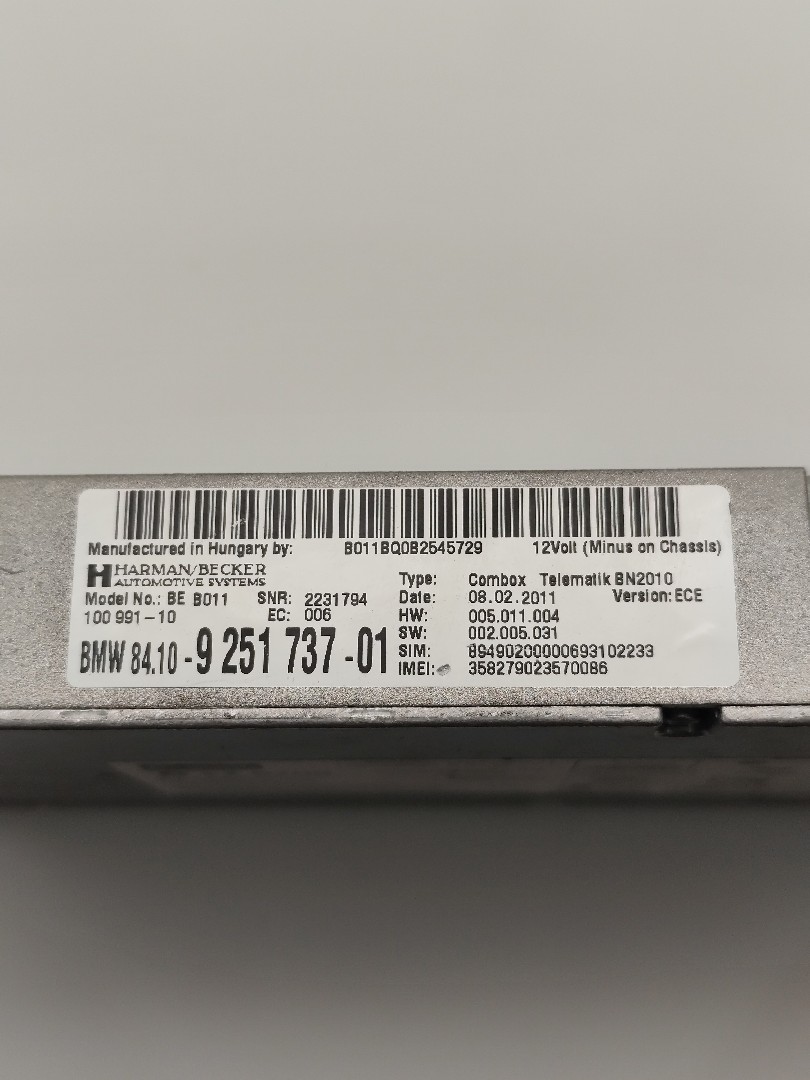 Manufactured in Hungary by: B011BQ0B2545729 12Volt (Minus on Chassis)
HARMAN/BECKER
AUTOMOTIVE SYSTEMS
Type: Combox Telematik BN2010
Model No.: BE B011 SNR: 2231794 Date: 08.02.2011 Version: ECE
100 991-10 EC: 006 HW: 005.011.004
SW: 002.005.031
BMW 84.10 -9 251 737 -01 SIM: 89490200000693102233
IMEI: 358279023570086